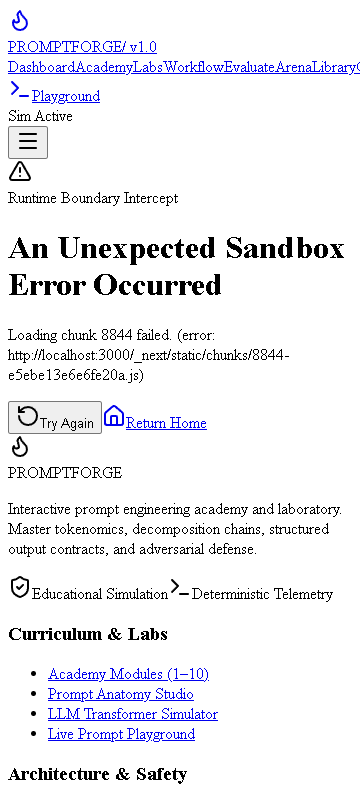 PROMPTFORGE/ v1.0
DashboardAcademyLabsWorkflowEvaluateArenaLibrary
Playground
Sim Active
Runtime Boundary Intercept
An Unexpected Sandbox
Error Occurred
Loading chunk 8844 failed. (error:
http://localhost:3000/_next/static/chunks/8844-
e5ebe13e6e6fe20a.js)
Try Again Return Home
PROMPTFORGE
Interactive prompt engineering academy and laboratory.
Master tokenomics, decomposition chains, structured
output contracts, and adversarial defense.
Educational Simulation Deterministic Telemetry
Curriculum & Labs
Academy Modules (1–10)
Prompt Anatomy Studio
LLM Transformer Simulator
Live Prompt Playground
Architecture & Safety